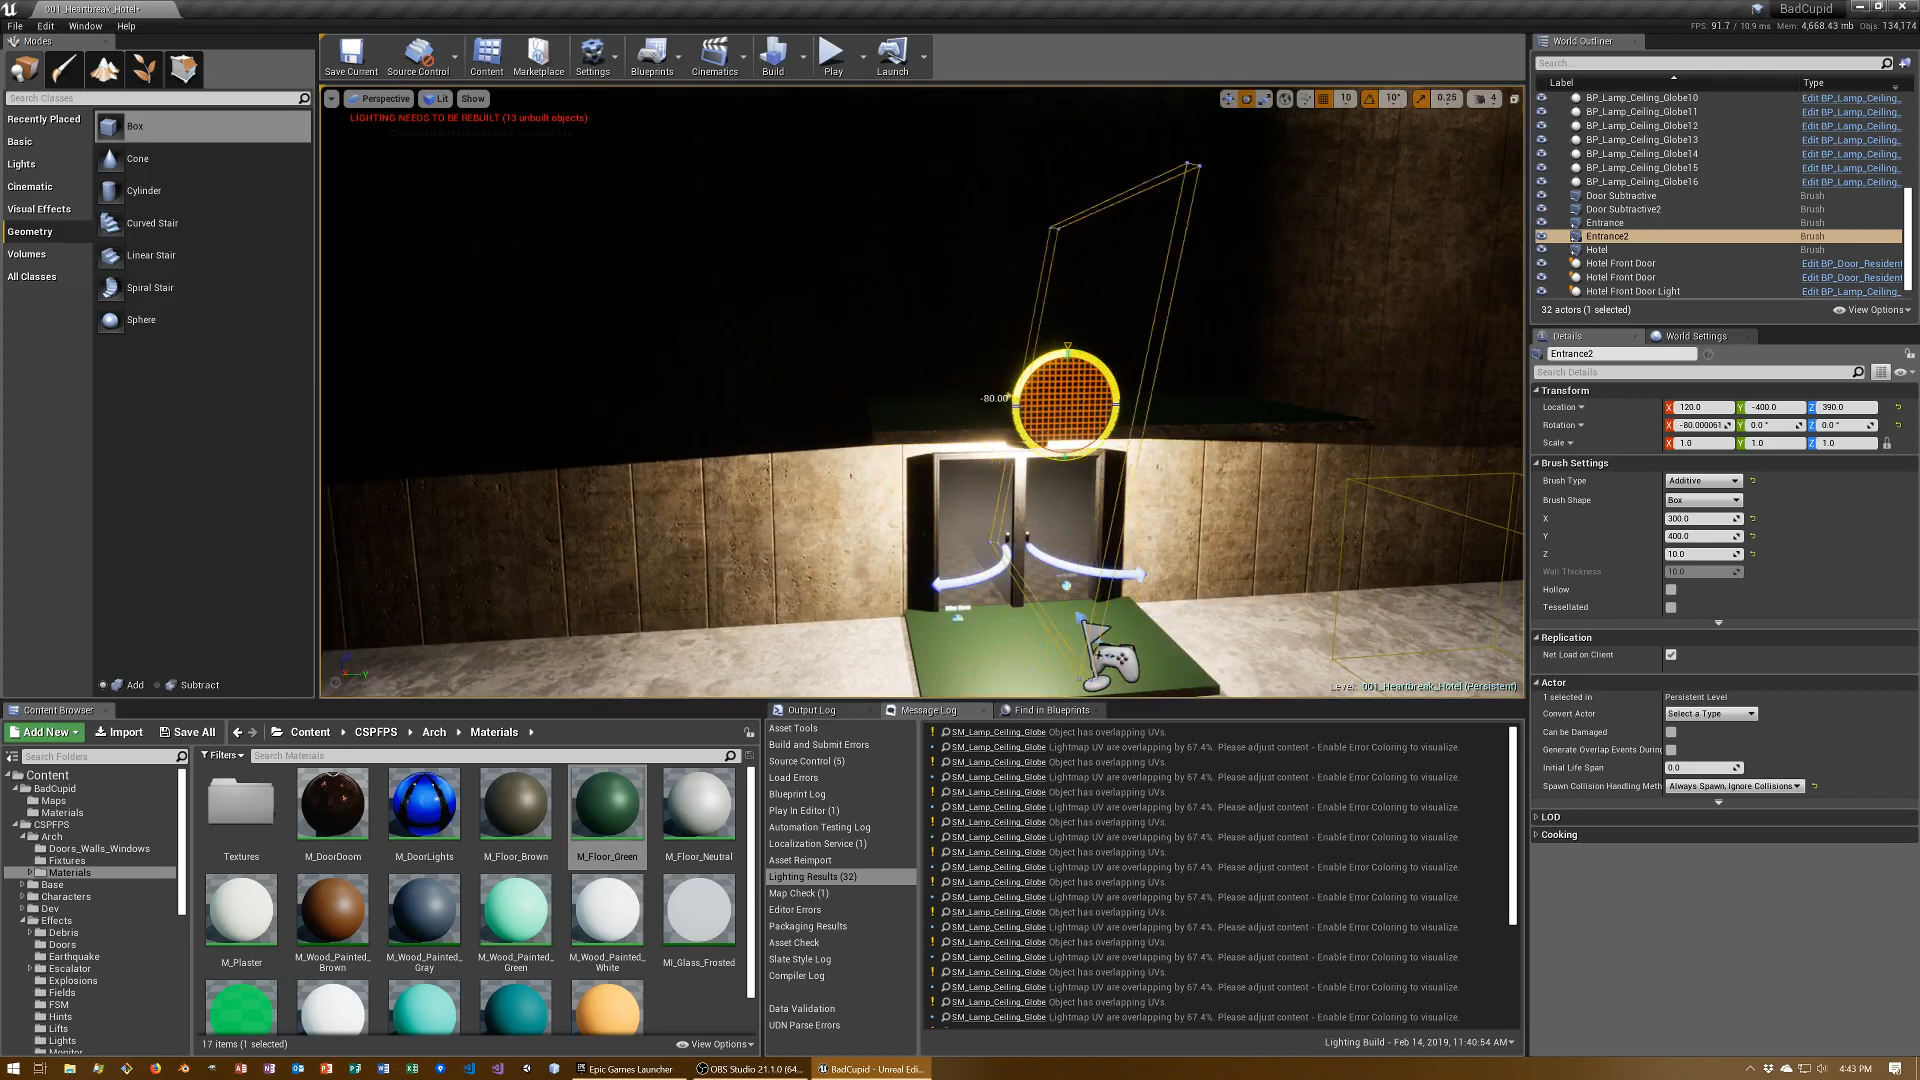 001_Heartbreak_Hotel*
BadCupid
File Edit Window Help
FPS: 91.7 / 10.9 ms Mem: 4,668.43 mb Objs: 134,174
Modes
Search Classes
Recently Placed
Basic
Lights
Cinematic
Visual Effects
Geometry
Volumes
All Classes
Box
Cone
Cylinder
Curved Stair
Linear Stair
Spiral Stair
Sphere
Add Subtract
Save Current Source Control Content Marketplace Settings Blueprints Cinematics Build Play Launch
Perspective Lit Show
10 10° 0.25 4
LIGHTING NEEDS TO BE REBUILT (13 unbuilt objects)
-80.00
Level: 001_Heartbreak_Hotel (Persistent)
World Outliner
Search...
Label Type
BP_Lamp_Ceiling_Globe10 Edit BP_Lamp_Ceiling_
BP_Lamp_Ceiling_Globe11 Edit BP_Lamp_Ceiling_
BP_Lamp_Ceiling_Globe12 Edit BP_Lamp_Ceiling_
BP_Lamp_Ceiling_Globe13 Edit BP_Lamp_Ceiling_
BP_Lamp_Ceiling_Globe14 Edit BP_Lamp_Ceiling_
BP_Lamp_Ceiling_Globe15 Edit BP_Lamp_Ceiling_
BP_Lamp_Ceiling_Globe16 Edit BP_Lamp_Ceiling_
Door Subtractive Brush
Door Subtractive2 Brush
Entrance Brush
Entrance2 Brush
Hotel Brush
Hotel Front Door Edit BP_Door_Resident
Hotel Front Door Edit BP_Door_Resident
Hotel Front Door Light Edit BP_Lamp_Ceiling_
32 actors (1 selected) View Options
Details World Settings
Entrance2
Search Details
Transform
Location X 120.0 Y -400.0 Z 390.0
Rotation X -80.000061 Y 0.0 ° Z 0.0 °
Scale X 1.0 Y 1.0 Z 1.0
Brush Settings
Brush Type Additive
Brush Shape Box
X 300.0
Y 400.0
Z 10.0
Wall Thickness 10.0
Hollow
Tessellated
Replication
Net Load on Client
Actor
1 selected in Persistent Level
Convert Actor Select a Type
Can be Damaged
Generate Overlap Events During
Initial Life Span 0.0
Spawn Collision Handling Meth Always Spawn, Ignore Collisions
LOD
Cooking
Content Browser
Add New Import Save All Content CSPFPS Arch Materials
Search Folders
Content
BadCupid
Maps
Materials
CSPFPS
Arch
Doors_Walls_Windows
Fixtures
Materials
Base
Characters
Dev
Effects
Debris
Doors
Earthquake
Escalator
Explosions
Fields
FSM
Hints
Lifts
Lights
Monitor
Filters Search Materials
Textures M_DoorDoom M_DoorLights M_Floor_Brown M_Floor_Green M_Floor_Neutral
M_Plaster M_Wood_Painted_Brown M_Wood_Painted_Gray M_Wood_Painted_Green M_Wood_Painted_White MI_Glass_Frosted
17 items (1 selected) View Options
Output Log Message Log Find in Blueprints
Asset Tools
Build and Submit Errors
Source Control (5)
Load Errors
Blueprint Log
Play In Editor (1)
Automation Testing Log
Localization Service (1)
Asset Reimport
Lighting Results (32)
Map Check (1)
Editor Errors
Packaging Results
Asset Check
Slate Style Log
Compiler Log
Data Validation
UDN Parse Errors
SM_Lamp_Ceiling_Globe Object has overlapping UVs.
SM_Lamp_Ceiling_Globe Lightmap UV are overlapping by 67.4%. Please adjust content - Enable Error Coloring to visualize.
SM_Lamp_Ceiling_Globe Object has overlapping UVs.
SM_Lamp_Ceiling_Globe Lightmap UV are overlapping by 67.4%. Please adjust content - Enable Error Coloring to visualize.
SM_Lamp_Ceiling_Globe Object has overlapping UVs.
SM_Lamp_Ceiling_Globe Lightmap UV are overlapping by 67.4%. Please adjust content - Enable Error Coloring to visualize.
SM_Lamp_Ceiling_Globe Object has overlapping UVs.
SM_Lamp_Ceiling_Globe Lightmap UV are overlapping by 67.4%. Please adjust content - Enable Error Coloring to visualize.
SM_Lamp_Ceiling_Globe Object has overlapping UVs.
SM_Lamp_Ceiling_Globe Lightmap UV are overlapping by 67.4%. Please adjust content - Enable Error Coloring to visualize.
SM_Lamp_Ceiling_Globe Object has overlapping UVs.
SM_Lamp_Ceiling_Globe Lightmap UV are overlapping by 67.4%. Please adjust content - Enable Error Coloring to visualize.
SM_Lamp_Ceiling_Globe Object has overlapping UVs.
SM_Lamp_Ceiling_Globe Lightmap UV are overlapping by 67.4%. Please adjust content - Enable Error Coloring to visualize.
SM_Lamp_Ceiling_Globe Object has overlapping UVs.
SM_Lamp_Ceiling_Globe Lightmap UV are overlapping by 67.4%. Please adjust content - Enable Error Coloring to visualize.
SM_Lamp_Ceiling_Globe Object has overlapping UVs.
SM_Lamp_Ceiling_Globe Lightmap UV are overlapping by 67.4%. Please adjust content - Enable Error Coloring to visualize.
SM_Lamp_Ceiling_Globe Object has overlapping UVs.
SM_Lamp_Ceiling_Globe Lightmap UV are overlapping by 67.4%. Please adjust content - Enable Error Coloring to visualize.
Lighting Build - Feb 14, 2019, 11:40:54 AM
Epic Games Launcher OBS Studio 21.1.0 (64... BadCupid - Unreal Edi... 4:43 PM